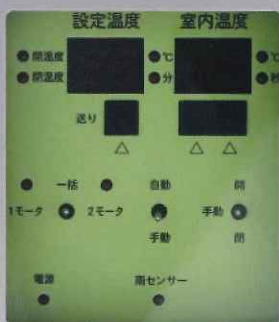 設定温度 室内温度
開温度 ℃ ℃
閉温度 分 秒
送り
△ △ △
一括 自動 開
1モータ 2モータ 手動
手動 閉
電源 雨センサー